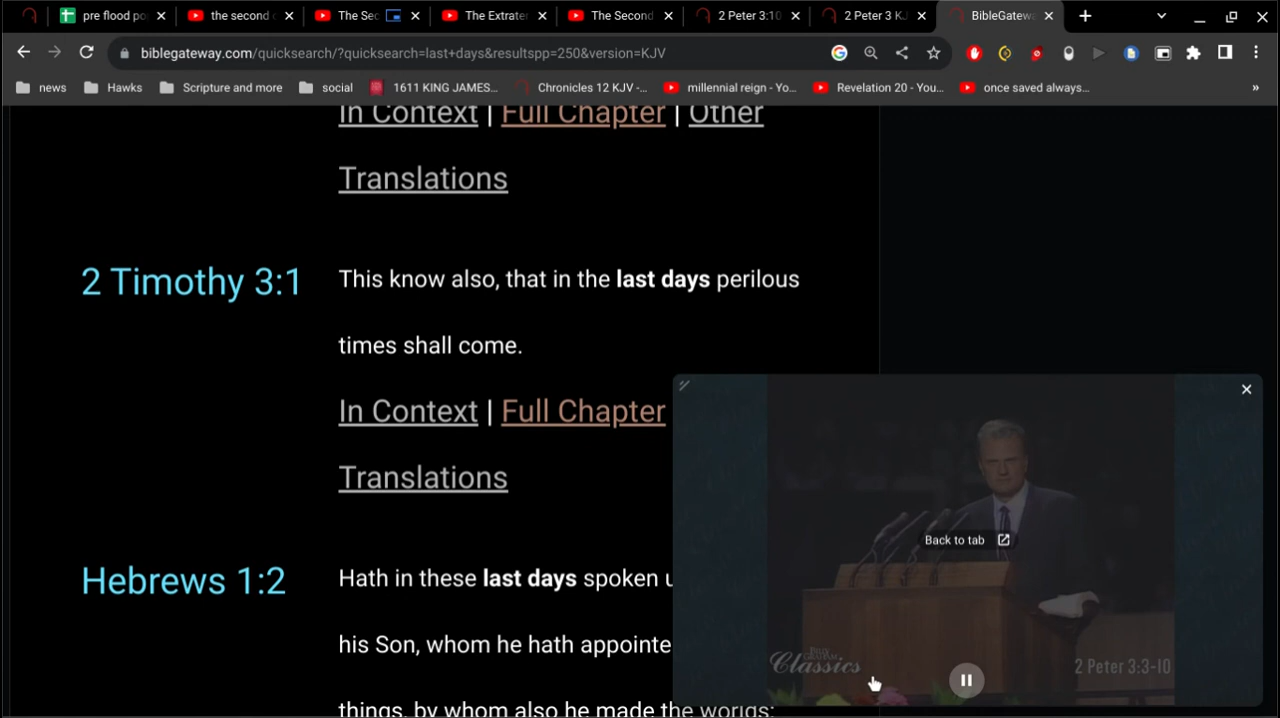 pre flood po
the second
The Sec
The Extrater
The Second
2 Peter 3:10
2 Peter 3 KJ
BibleGatewa
biblegateway.com/quicksearch/?quicksearch=last+days&resultspp=250&version=KJV
news
Hawks
Scripture and more
social
1611 KING JAMES...
Chronicles 12 KJV -...
millennial reign - Yo...
Revelation 20 - You...
once saved always...
»
In Context | Full Chapter | Other
Translations
2 Timothy 3:1
This know also, that in the last days perilous
times shall come.
In Context | Full Chapter
Translations
Hebrews 1:2
Hath in these last days spoken u
his Son, whom he hath appointe
things, by whom also he made the worlds:
Back to tab
Billy Graham
Classics
2 Peter 3:3-10